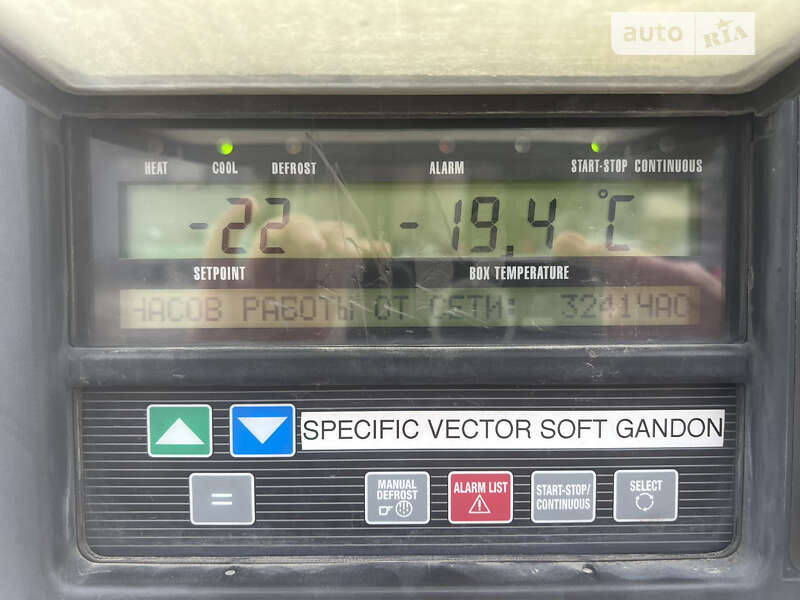 auto RIA
HEAT COOL DEFROST ALARM START-STOP CONTINUOUS
-22 -19,4 °C
SETPOINT BOX TEMPERATURE
ЧАСОВ РАБОТЫ ОТ СЕТИ: 32414ЧАС
SPECIFIC VECTOR SOFT GANDON
=
MANUAL DEFROST
ALARM LIST
START-STOP/
CONTINUOUS
SELECT